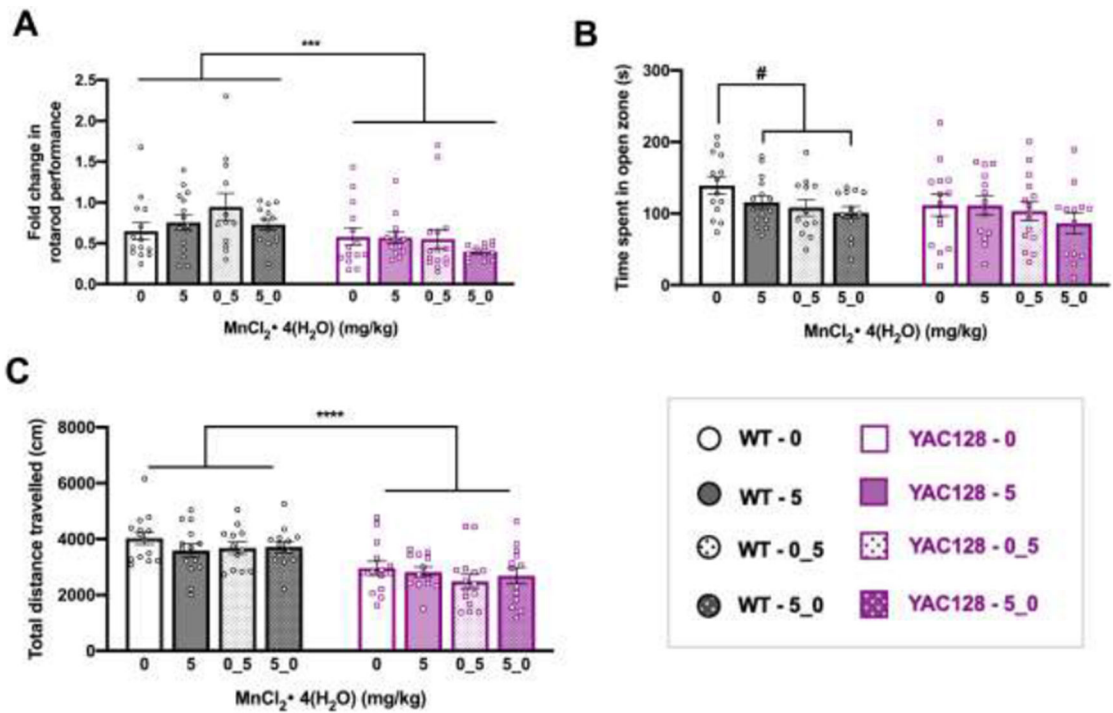 A
***
Fold change in
rotarod performance
2.5
2.0
1.5
1.0
0.5
0.0
0 5 0_5 5_0 0 5 0_5 5_0
MnCl₂• 4(H₂O) (mg/kg)
B
#
Time spent in open zone (s)
300
200
100
0
0 5 0_5 5_0 0 5 0_5 5_0
MnCl₂• 4(H₂O) (mg/kg)
C
****
Total distance travelled (cm)
8000
6000
4000
2000
0
0 5 0_5 5_0 0 5 0_5 5_0
MnCl₂• 4(H₂O) (mg/kg)
WT - 0 YAC128 - 0
WT - 5 YAC128 - 5
WT - 0_5 YAC128 - 0_5
WT - 5_0 YAC128 - 5_0